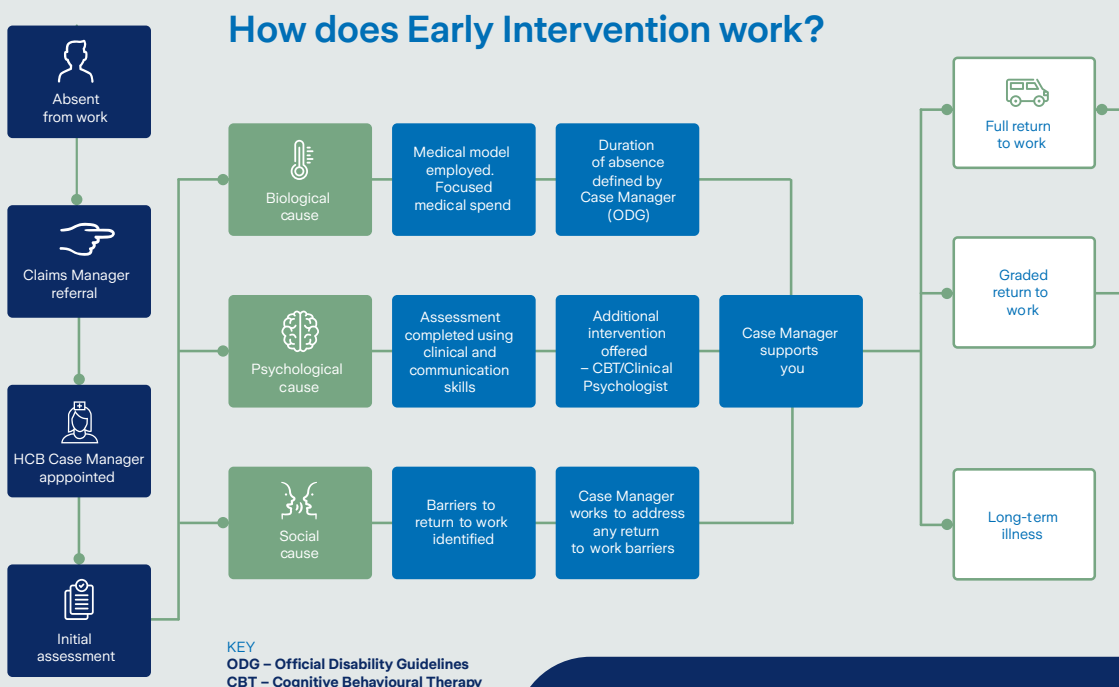 How does Early Intervention work?
Absent
from work
Claims Manager
referral
HCB Case Manager
apppointed
Initial
assessment
Biological
cause
Medical model
employed.
Focused
medical spend
Duration
of absence
defined by
Case Manager
(ODG)
Psychological
cause
Assessment
completed using
clinical and
communication
skills
Additional
intervention
offered
– CBT/Clinical
Psychologist
Case Manager
supports
you
Social
cause
Barriers to
return to work
identified
Case Manager
works to address
any return
to work barriers
Full return
to work
Graded
return to
work
Long-term
illness
KEY
ODG – Official Disability Guidelines
CBT – Cognitive Behavioural Therapy